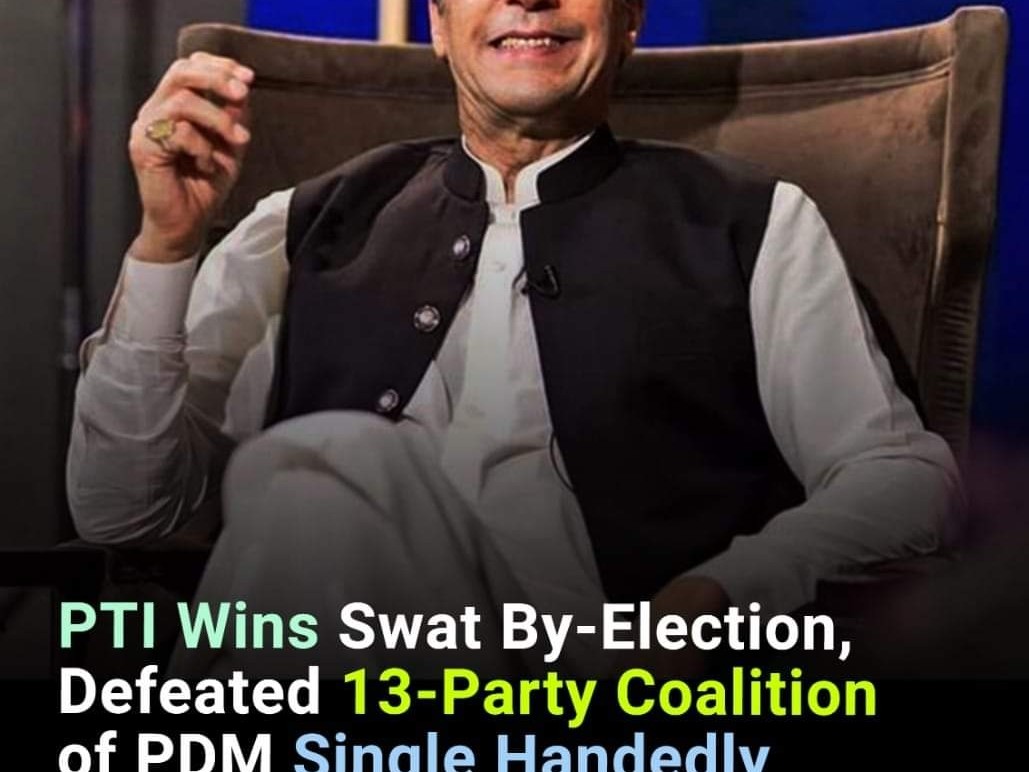 PTI Wins Swat By-Election,
Defeated 13-Party Coalition
of PDM Single Handedly